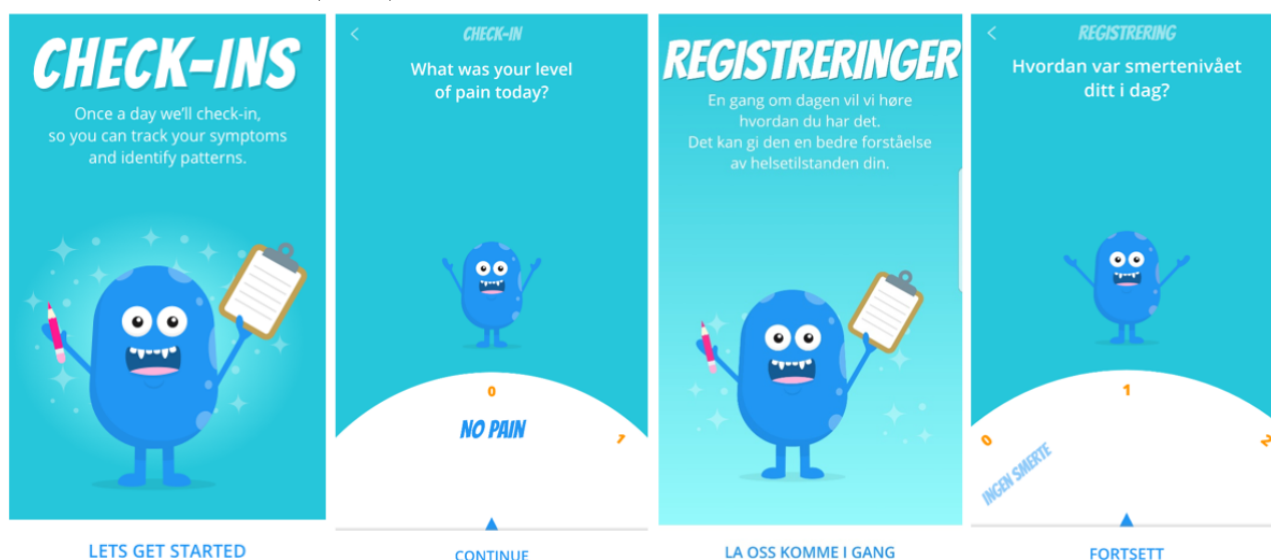 CHECK-INS
Once a day we'll check-in,
so you can track your symptoms
and identify patterns.
LETS GET STARTED
CHECK-IN
What was your level
of pain today?
0
1
NO PAIN
CONTINUE
REGISTRERINGER
En gang om dagen vil vi høre
hvordan du har det.
Det kan gi den en bedre forståelse
av helsetilstanden din.
LA OSS KOMME I GANG
REGISTRERING
Hvordan var smertenivået
ditt i dag?
0
1
2
INGEN SMERTE
FORTSETT